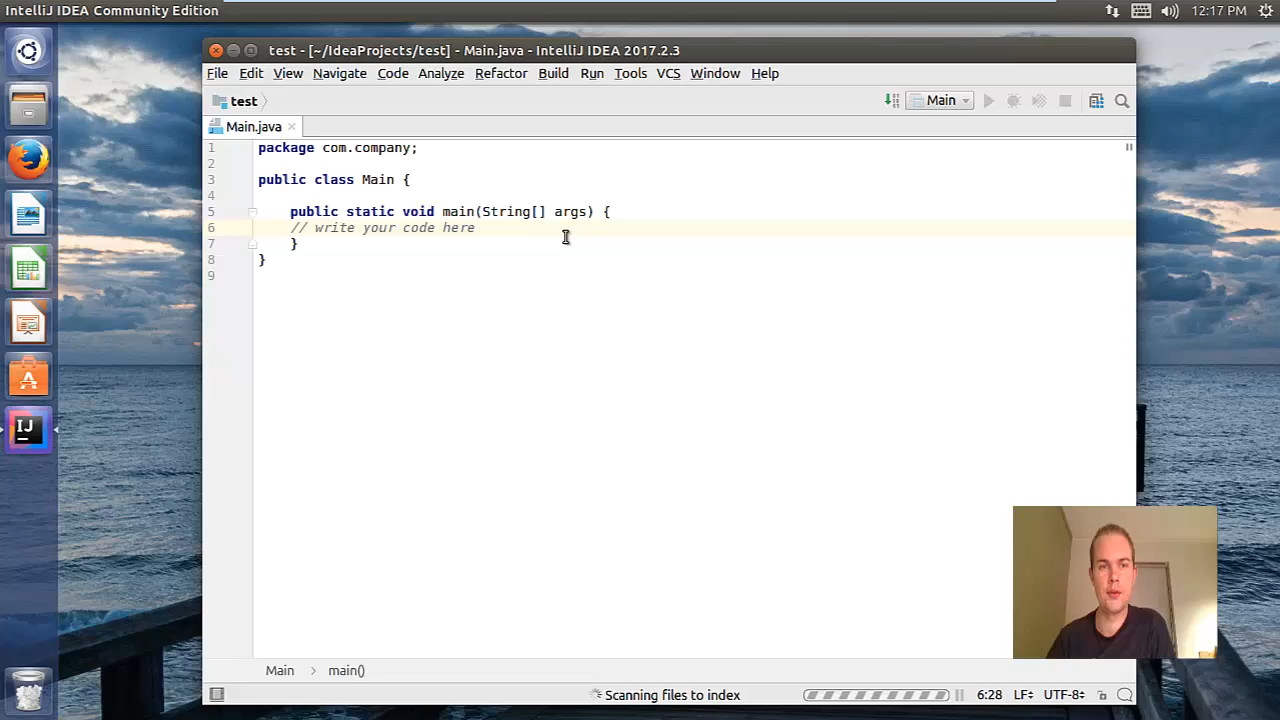 IntelliJ IDEA Community Edition
12:17 PM
test - [~/IdeaProjects/test] - Main.java - IntelliJ IDEA 2017.2.3
File Edit View Navigate Code Analyze Refactor Build Run Tools VCS Window Help
test
Main
Main.java
1 package com.company;
2
3 public class Main {
4
5 public static void main(String[] args) {
6 // write your code here
7 }
8 }
9
IJ
Main > main()
Scanning files to index
6:28 LF÷ UTF-8÷